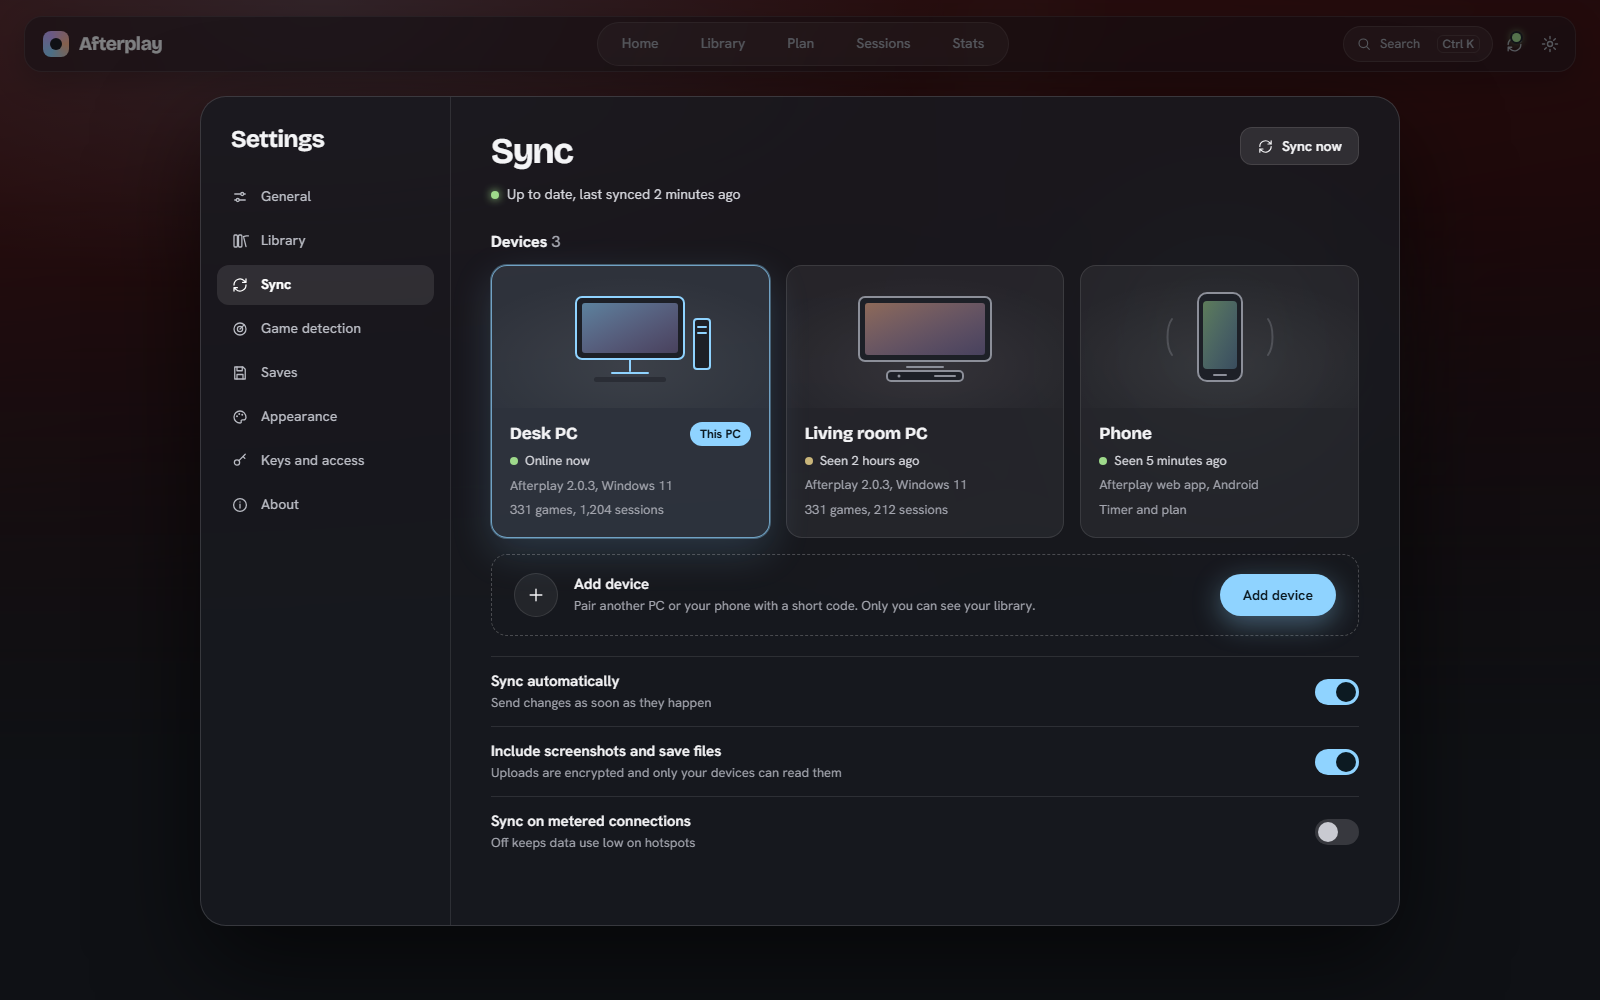 Afterplay
Home Library Plan Sessions Stats
Search Ctrl K
Settings
General
Library
Sync
Game detection
Saves
Appearance
Keys and access
About
Sync
Sync now
Up to date, last synced 2 minutes ago
Devices 3
Desk PC This PC
Online now
Afterplay 2.0.3, Windows 11
331 games, 1,204 sessions
Living room PC
Seen 2 hours ago
Afterplay 2.0.3, Windows 11
331 games, 212 sessions
Phone
Seen 5 minutes ago
Afterplay web app, Android
Timer and plan
Add device
Pair another PC or your phone with a short code. Only you can see your library.
Add device
Sync automatically
Send changes as soon as they happen
Include screenshots and save files
Uploads are encrypted and only your devices can read them
Sync on metered connections
Off keeps data use low on hotspots